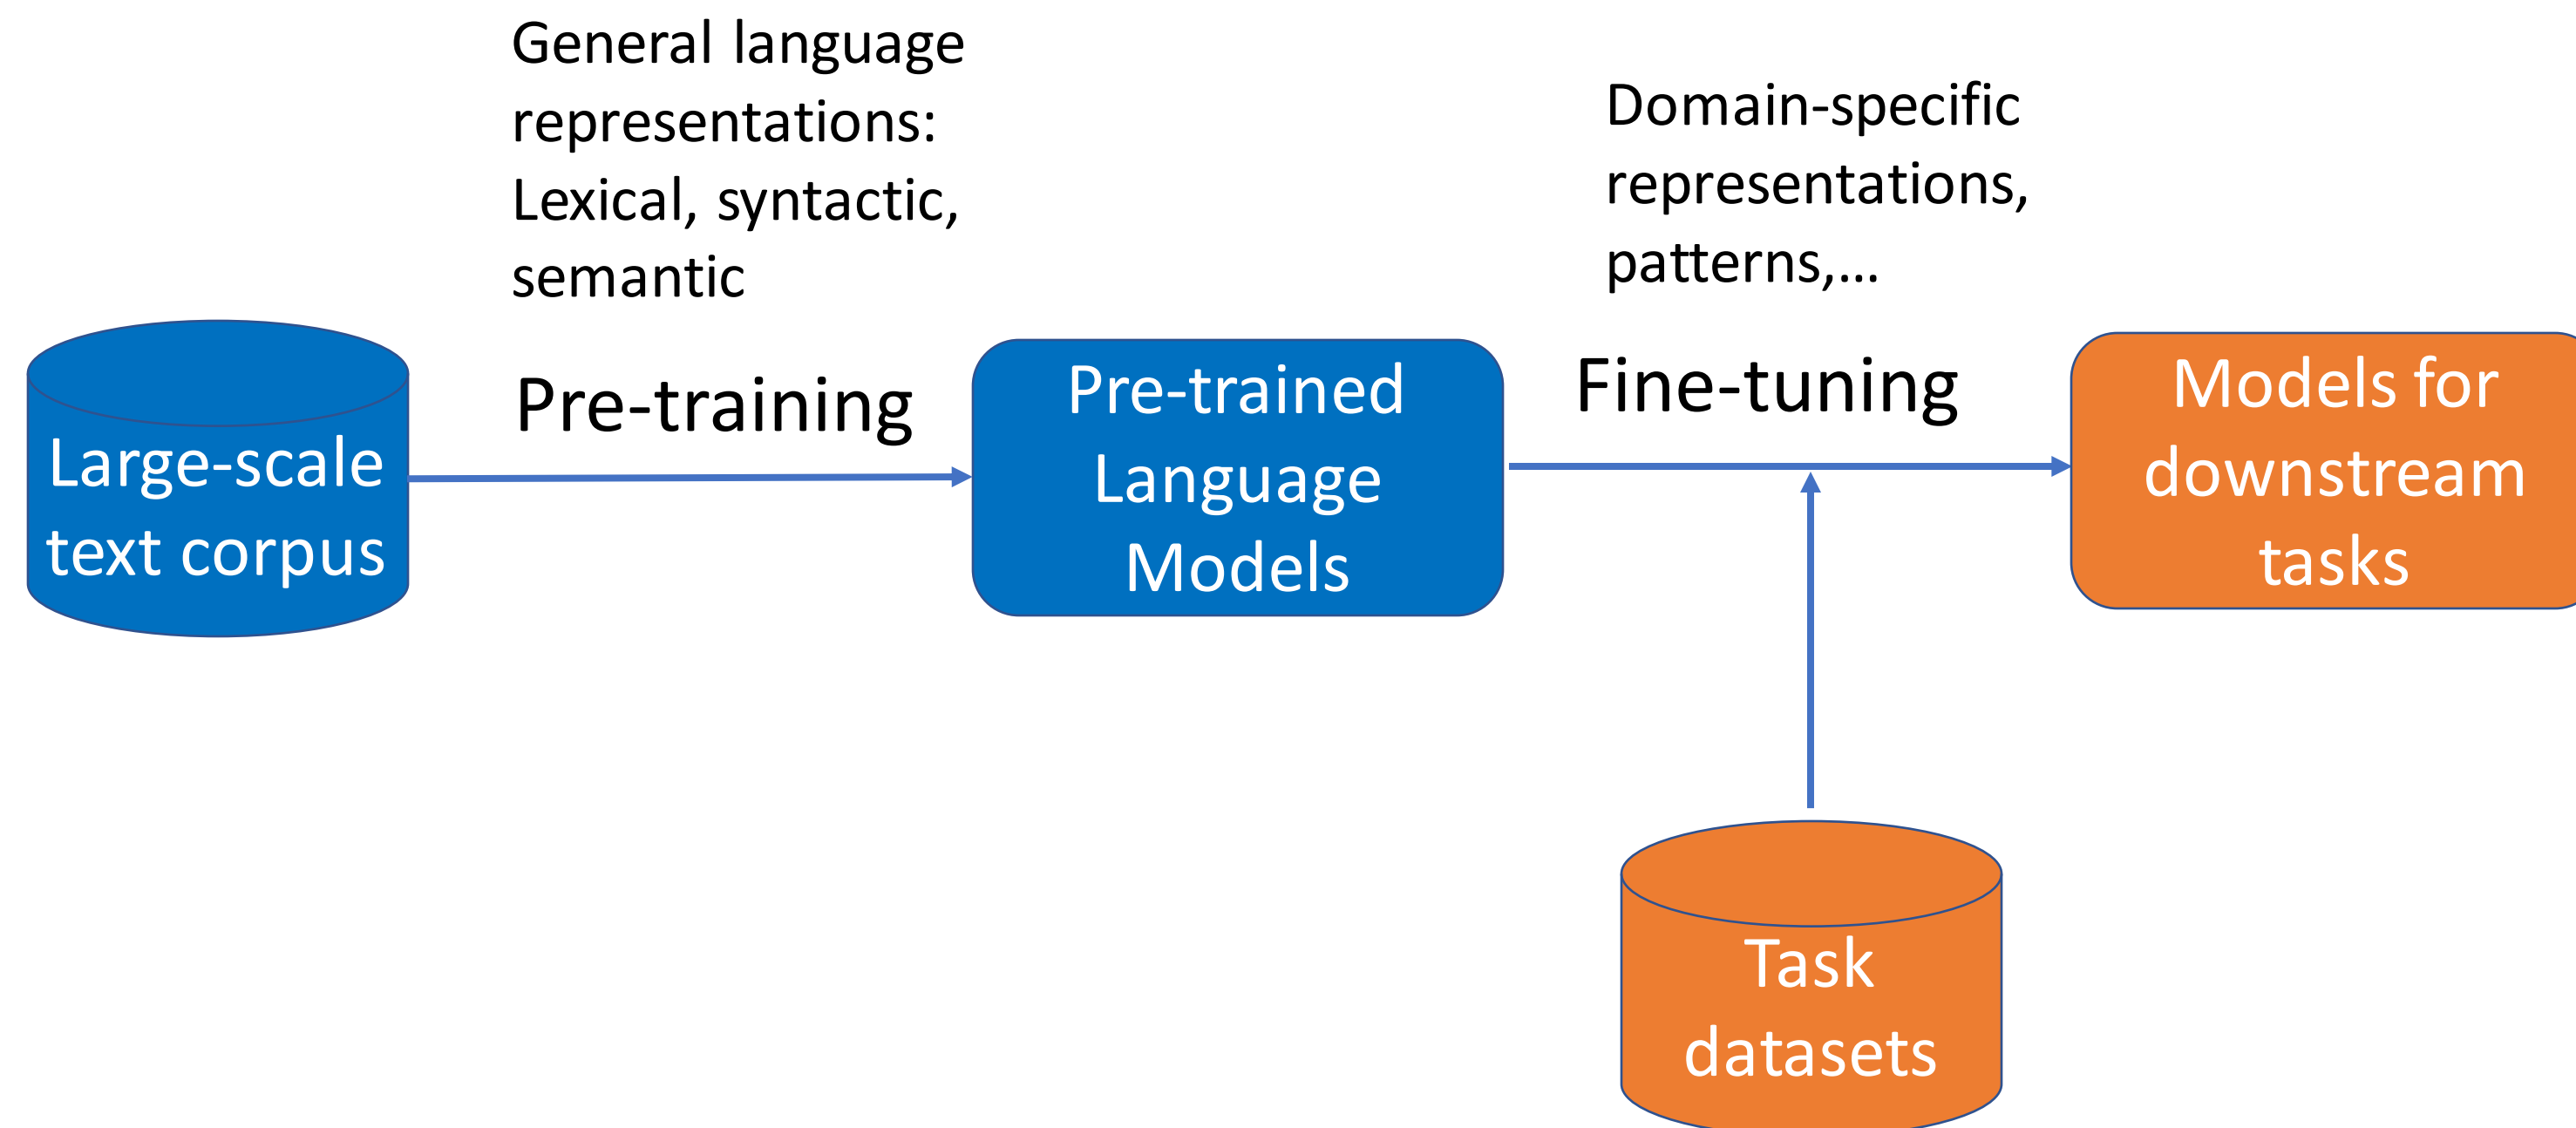 General language
representations:
Lexical, syntactic,
semantic
Domain-specific
representations,
patterns,...
Large-scale
text corpus
Pre-training
Pre-trained
Language
Models
Fine-tuning
Models for
downstream
tasks
Task
datasets